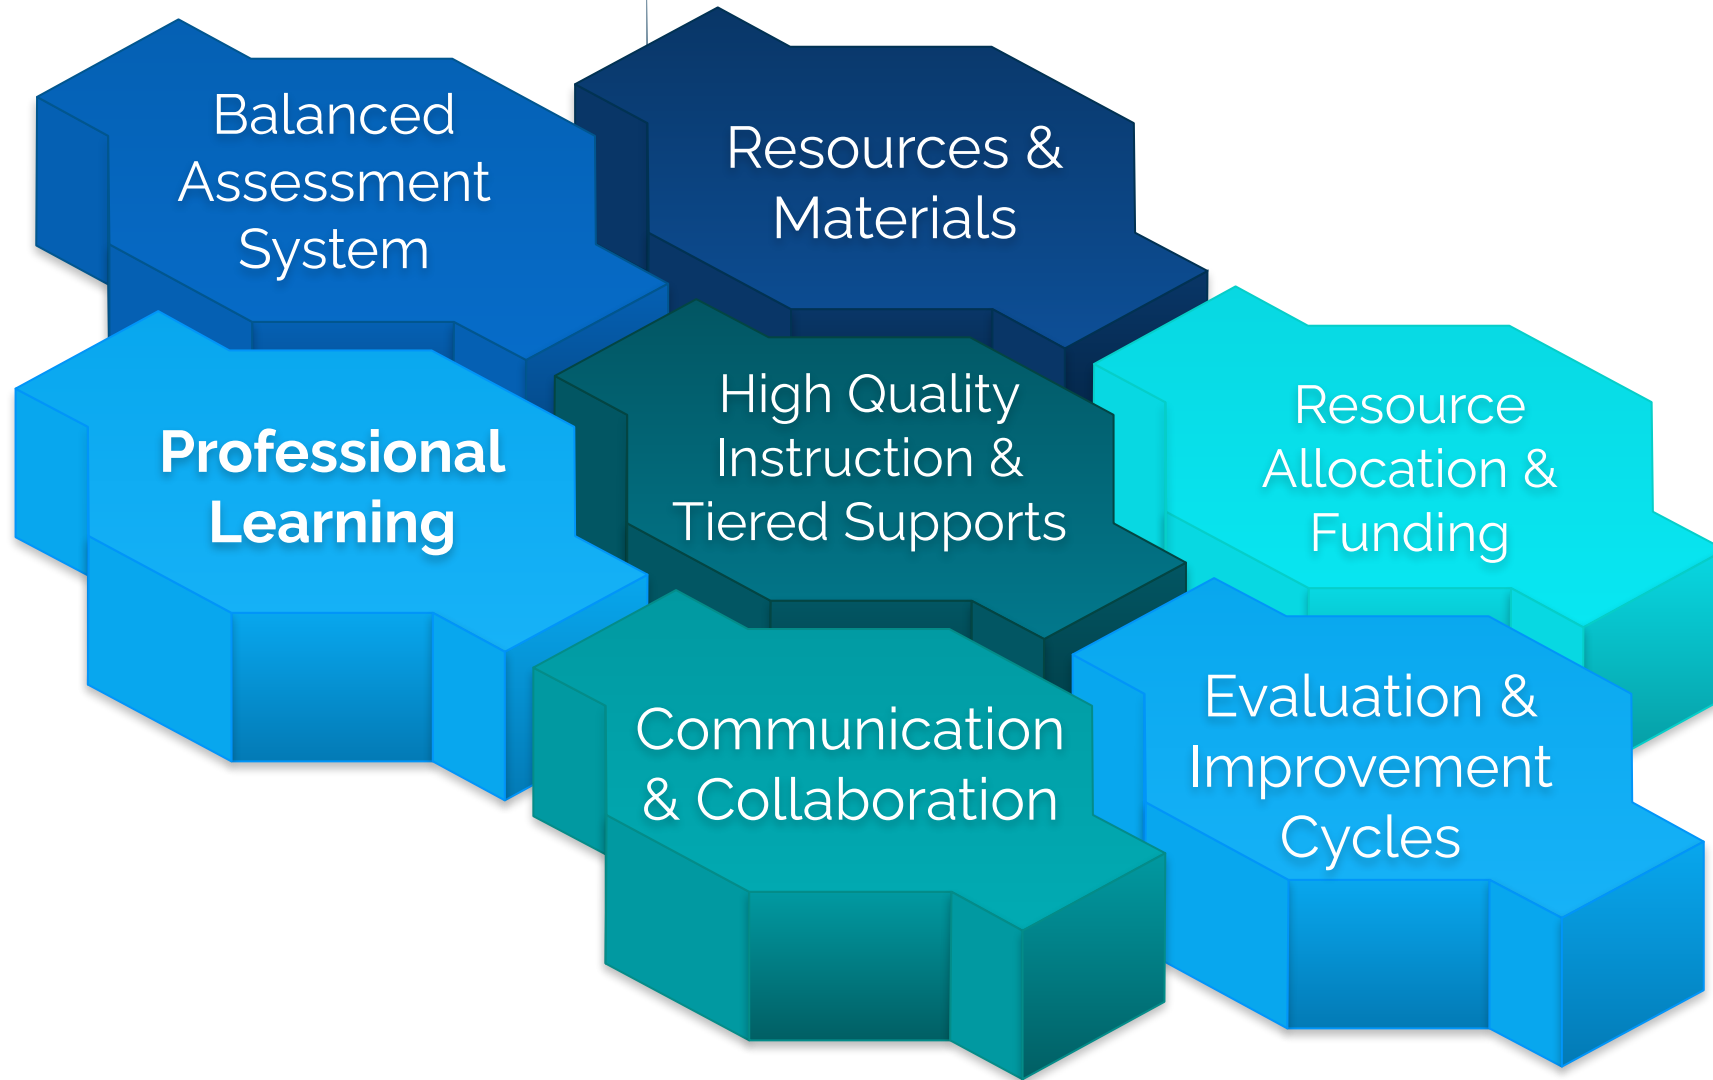 Balanced
Assessment
System
Resources &
Materials
Professional
Learning
High Quality
Instruction &
Tiered Supports
Resource
Allocation &
Funding
Communication
& Collaboration
Evaluation &
Improvement
Cycles